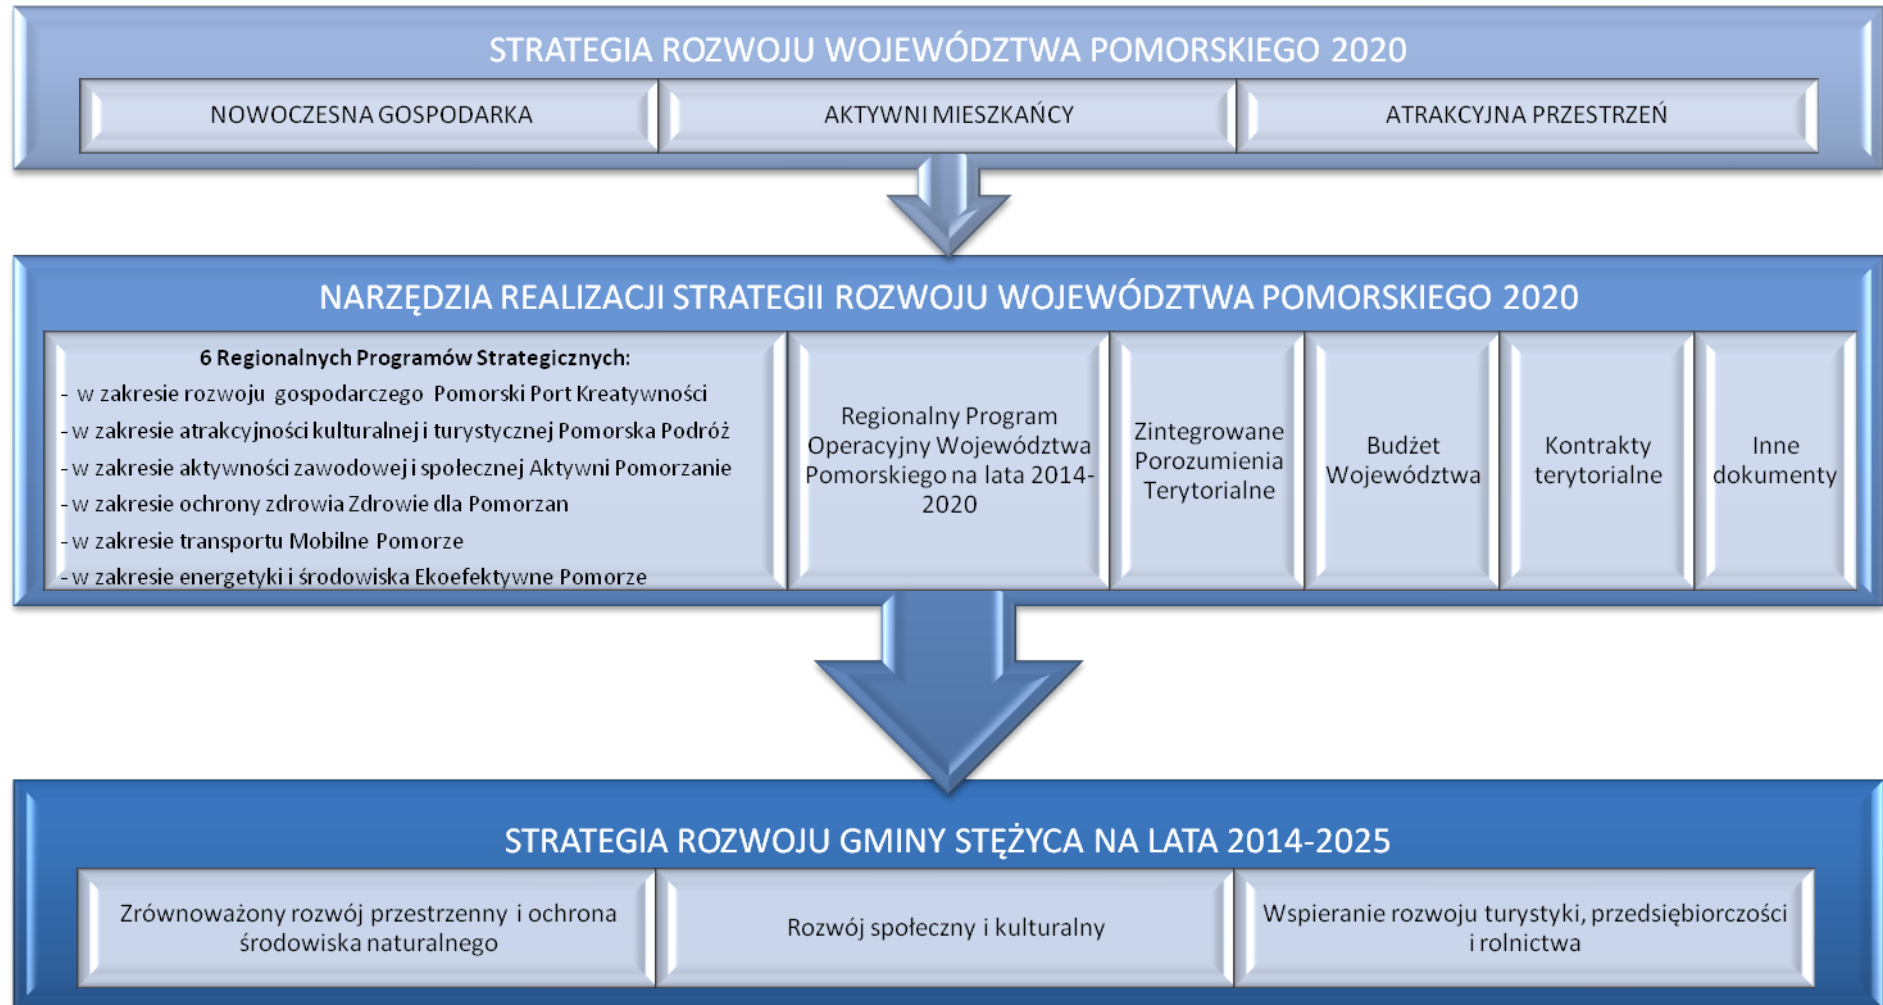 STRATEGIA ROZWOJU WOJEWÓDZTWA POMORSKIEGO 2020
NOWOCZESNA GOSPODARKA
AKTYWNI MIESZKAŃCY
ATRAKCYJNA PRZESTRZEŃ
NARZĘDZIA REALIZACJI STRATEGII ROZWOJU WOJEWÓDZTWA POMORSKIEGO 2020
6 Regionalnych Programów Strategicznych:
- w zakresie rozwoju gospodarczego Pomorski Port Kreatywności
- w zakresie atrakcyjności kulturalnej i turystycznej Pomorska Podróż
- w zakresie aktywności zawodowej i społecznej Aktywni Pomorzanie
- w zakresie ochrony zdrowia Zdrowie dla Pomorzan
- w zakresie transportu Mobilne Pomorze
- w zakresie energetyki i środowiska Ekoefektywne Pomorze
Regionalny Program
Operacyjny Województwa
Pomorskiego na lata 2014-
2020
Zintegrowane
Porozumienia
Terytorialne
Budżet
Województwa
Kontrakty
terytorialne
Inne
dokumenty
STRATEGIA ROZWOJU GMINY STĘŻYCA NA LATA 2014-2025
Zrównoważony rozwój przestrzenny i ochrona
środowiska naturalnego
Rozwój społeczny i kulturalny
Wspieranie rozwoju turystyki, przedsiębiorczości
i rolnictwa